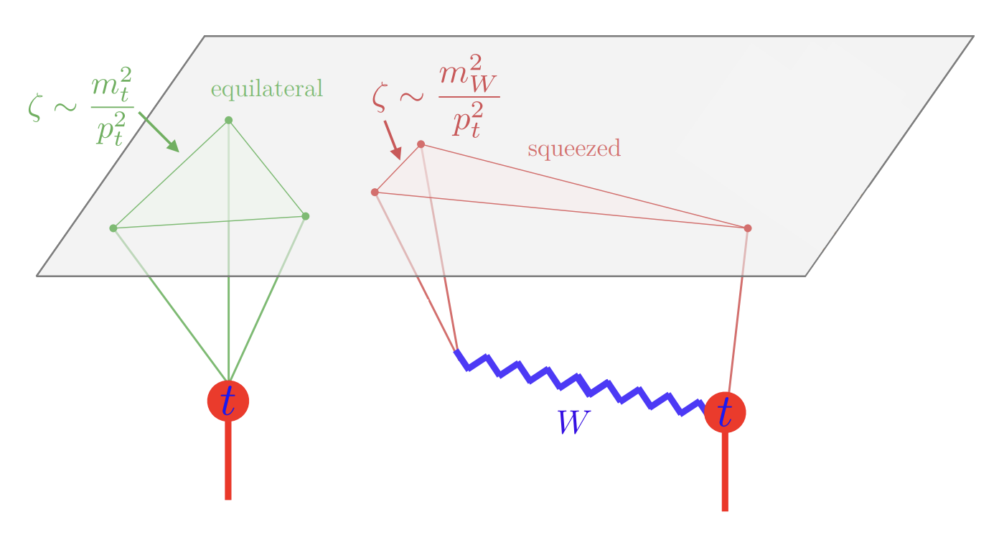 ζ ∼ m_t^2 / p_t^2
equilateral
ζ ∼ m_W^2 / p_t^2
squeezed
W
t
t